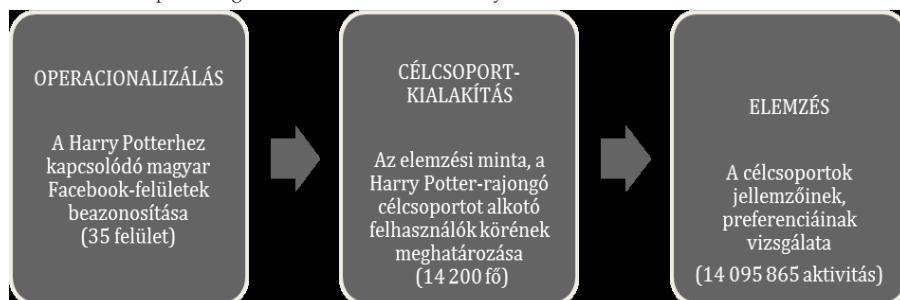 OPERACIONALIZÁLÁS
A Harry Potterhez
kapcsolódó magyar
Facebook-felületek
beazonosítása
(35 felület)
CÉLCSOPORT-
KIALAKÍTÁS
Az elemzési minta, a
Harry Potter-rajongó
célcsoportot alkotó
felhasználók körének
meghatározása
(14 200 fő)
ELEMZÉS
A célcsoportok
jellemzőinek,
preferenciáinak
vizsgálata
(14 095 865 aktivitás)